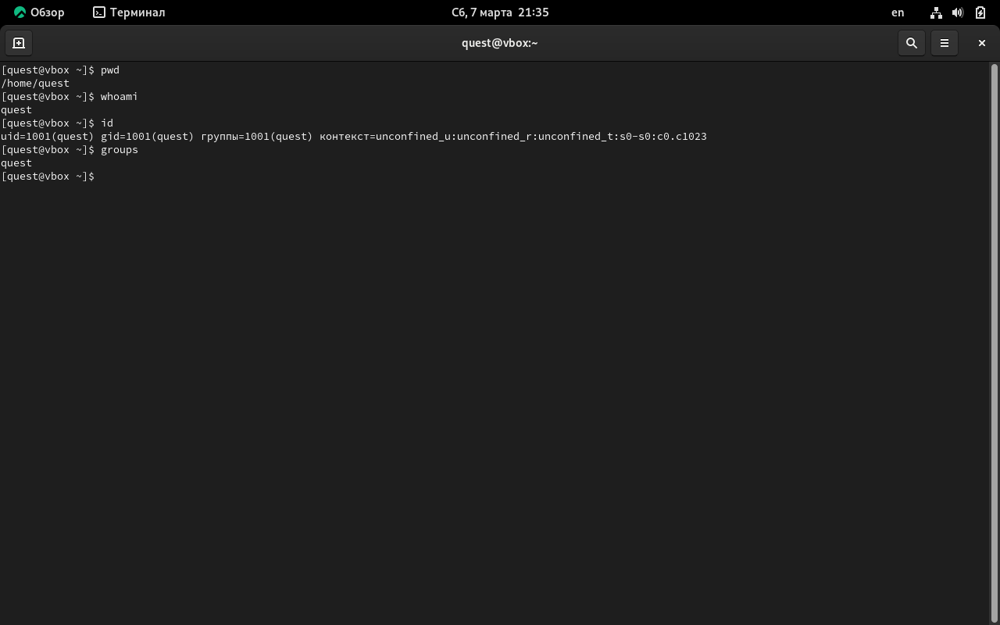 Обзор Терминал Сб, 7 марта 21:35 en
quest@vbox:~
[quest@vbox ~]$ pwd
/home/quest
[quest@vbox ~]$ whoami
quest
[quest@vbox ~]$ id
uid=1001(quest) gid=1001(quest) группы=1001(quest) контекст=unconfined_u:unconfined_r:unconfined_t:s0-s0:c0.c1023
[quest@vbox ~]$ groups
quest
[quest@vbox ~]$